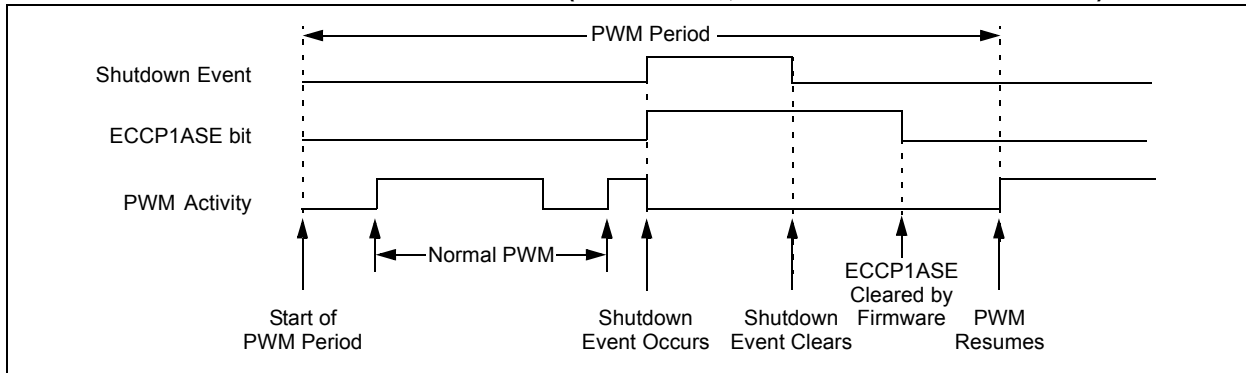 PWM Period
Shutdown Event
ECCP1ASE bit
PWM Activity
Normal PWM
Start of
PWM Period
Shutdown
Event Occurs
Shutdown
Event Clears
ECCP1ASE
Cleared by
Firmware
PWM
Resumes